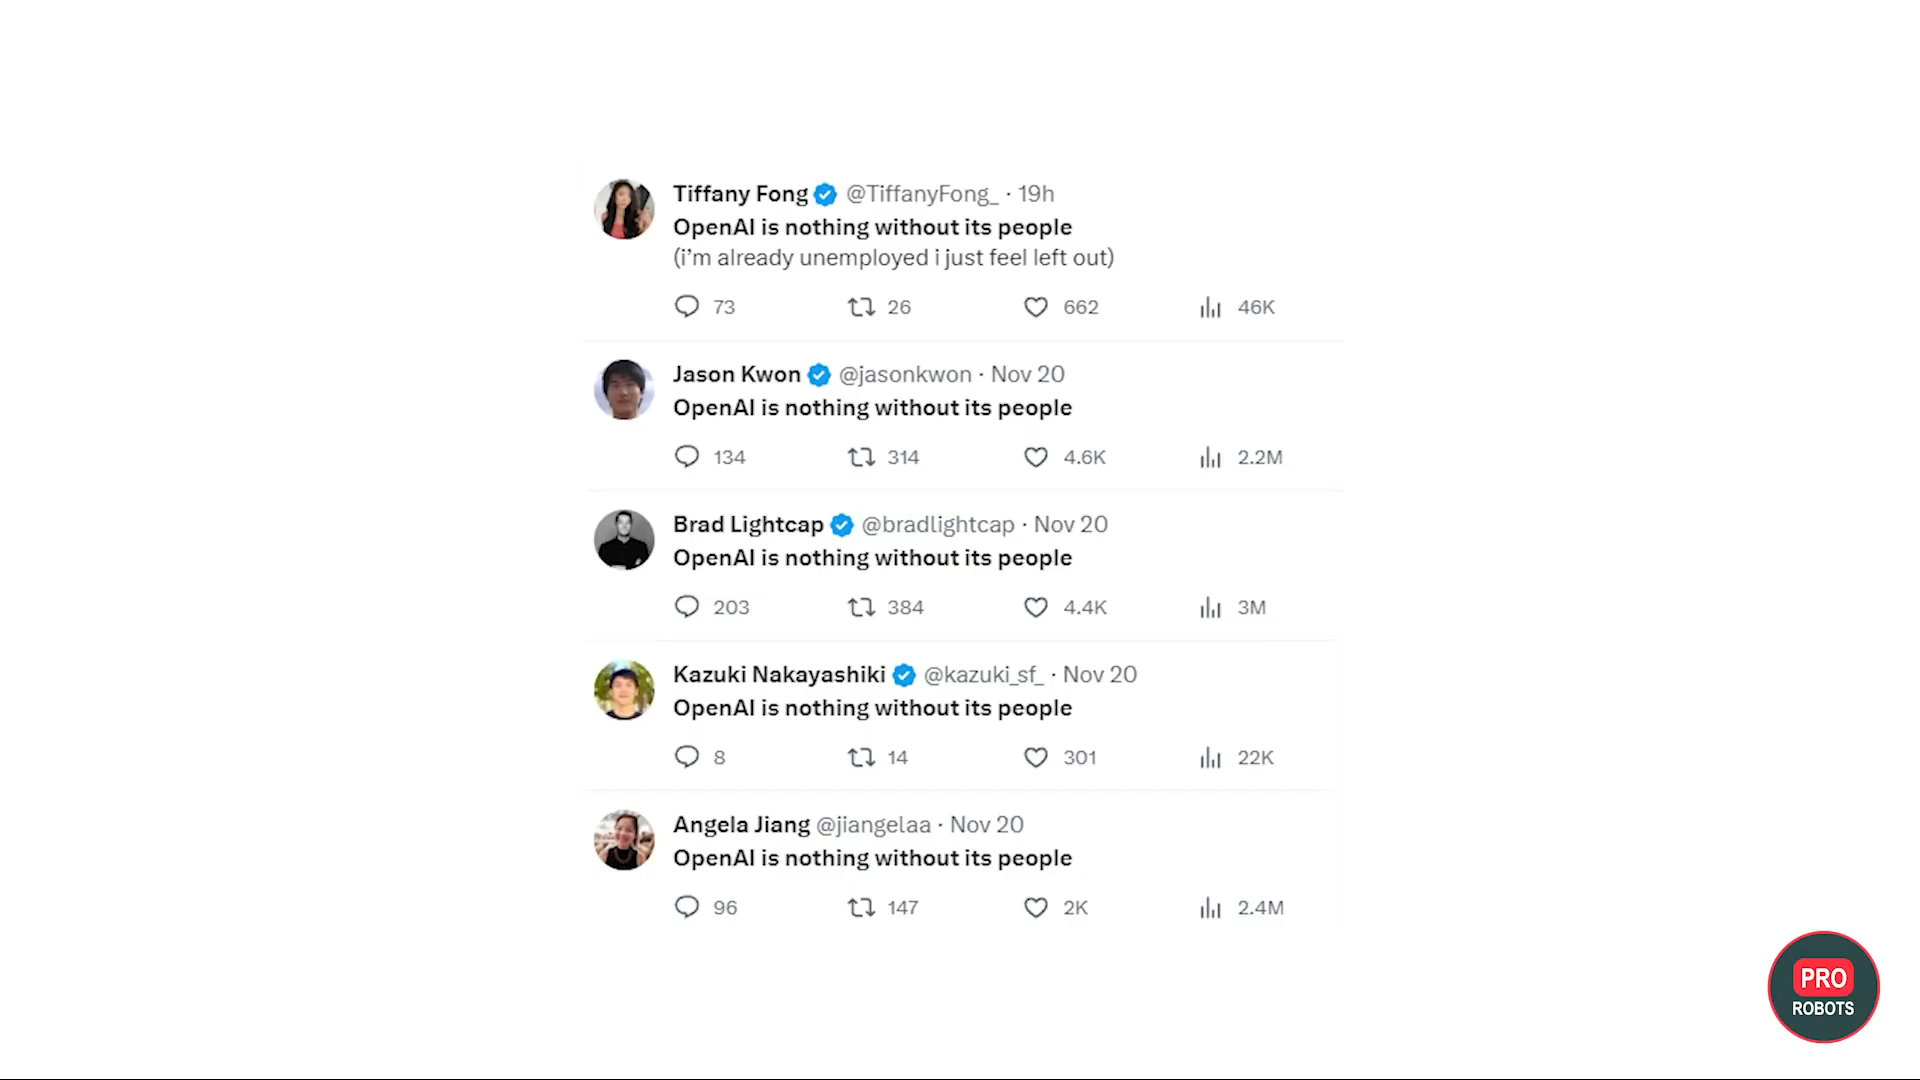 Tiffany Fong @TiffanyFong_ · 19h
OpenAI is nothing without its people
(i'm already unemployed i just feel left out)
73 26 662 46K
Jason Kwon @jasonkwon · Nov 20
OpenAI is nothing without its people
134 314 4.6K 2.2M
Brad Lightcap @bradlightcap · Nov 20
OpenAI is nothing without its people
203 384 4.4K 3M
Kazuki Nakayashiki @kazuki_sf_ · Nov 20
OpenAI is nothing without its people
8 14 301 22K
Angela Jiang @jiangelaa · Nov 20
OpenAI is nothing without its people
96 147 2K 2.4M
PRO
ROBOTS